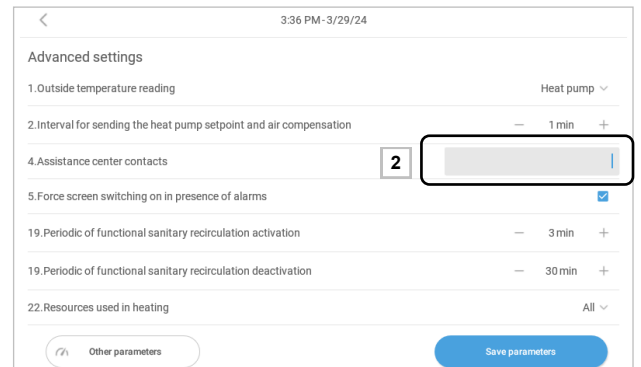 3:36 PM-3/29/24
Advanced settings
1.Outside temperature reading Heat pump
2.Interval for sending the heat pump setpoint and air compensation — 1 min +
4.Assistance center contacts 2
5.Force screen switching on in presence of alarms
19.Periodic of functional sanitary recirculation activation — 3 min +
19.Periodic of functional sanitary recirculation deactivation — 30 min +
22.Resources used in heating All
Other parameters Save parameters